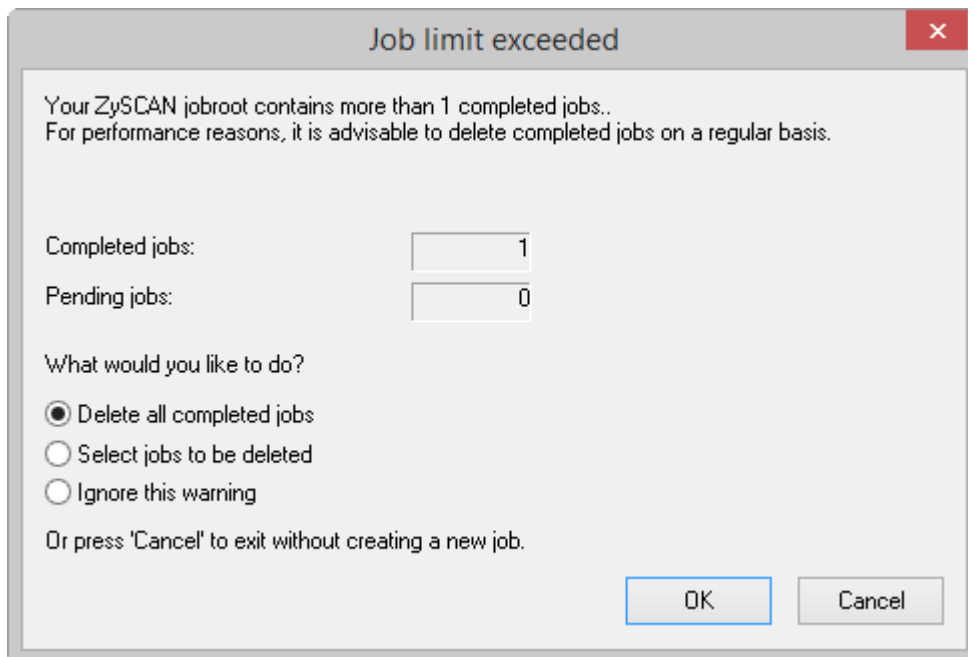 Job limit exceeded
Your ZySCAN jobroot contains more than 1 completed jobs..
For performance reasons, it is advisable to delete completed jobs on a regular basis.
Completed jobs: 1
Pending jobs: 0
What would you like to do?
Delete all completed jobs
Select jobs to be deleted
Ignore this warning
Or press 'Cancel' to exit without creating a new job.
OK Cancel